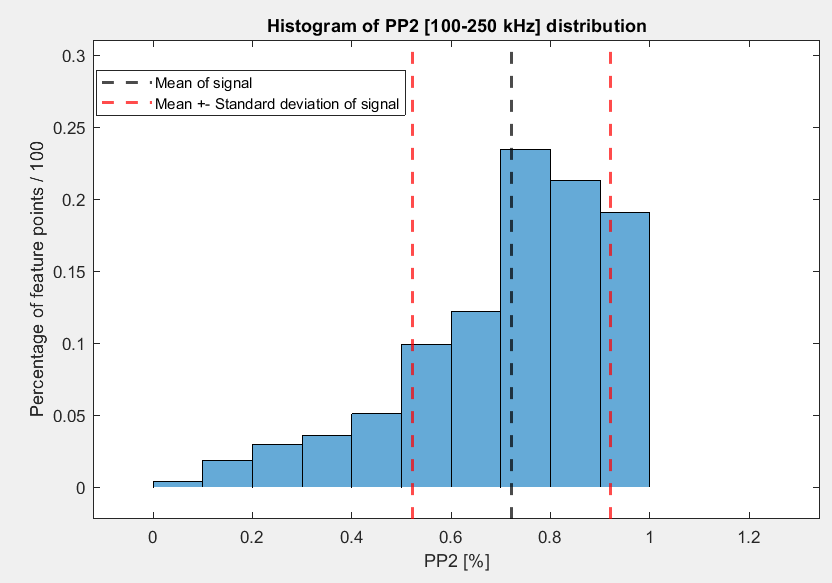 Histogram of PP2 [100-250 kHz] distribution
0.3
Mean of signal
Mean +- Standard deviation of signal
0.25
0.2
0.15
0.1
0.05
0
Percentage of feature points / 100
0 0.2 0.4 0.6 0.8 1 1.2
PP2 [%]